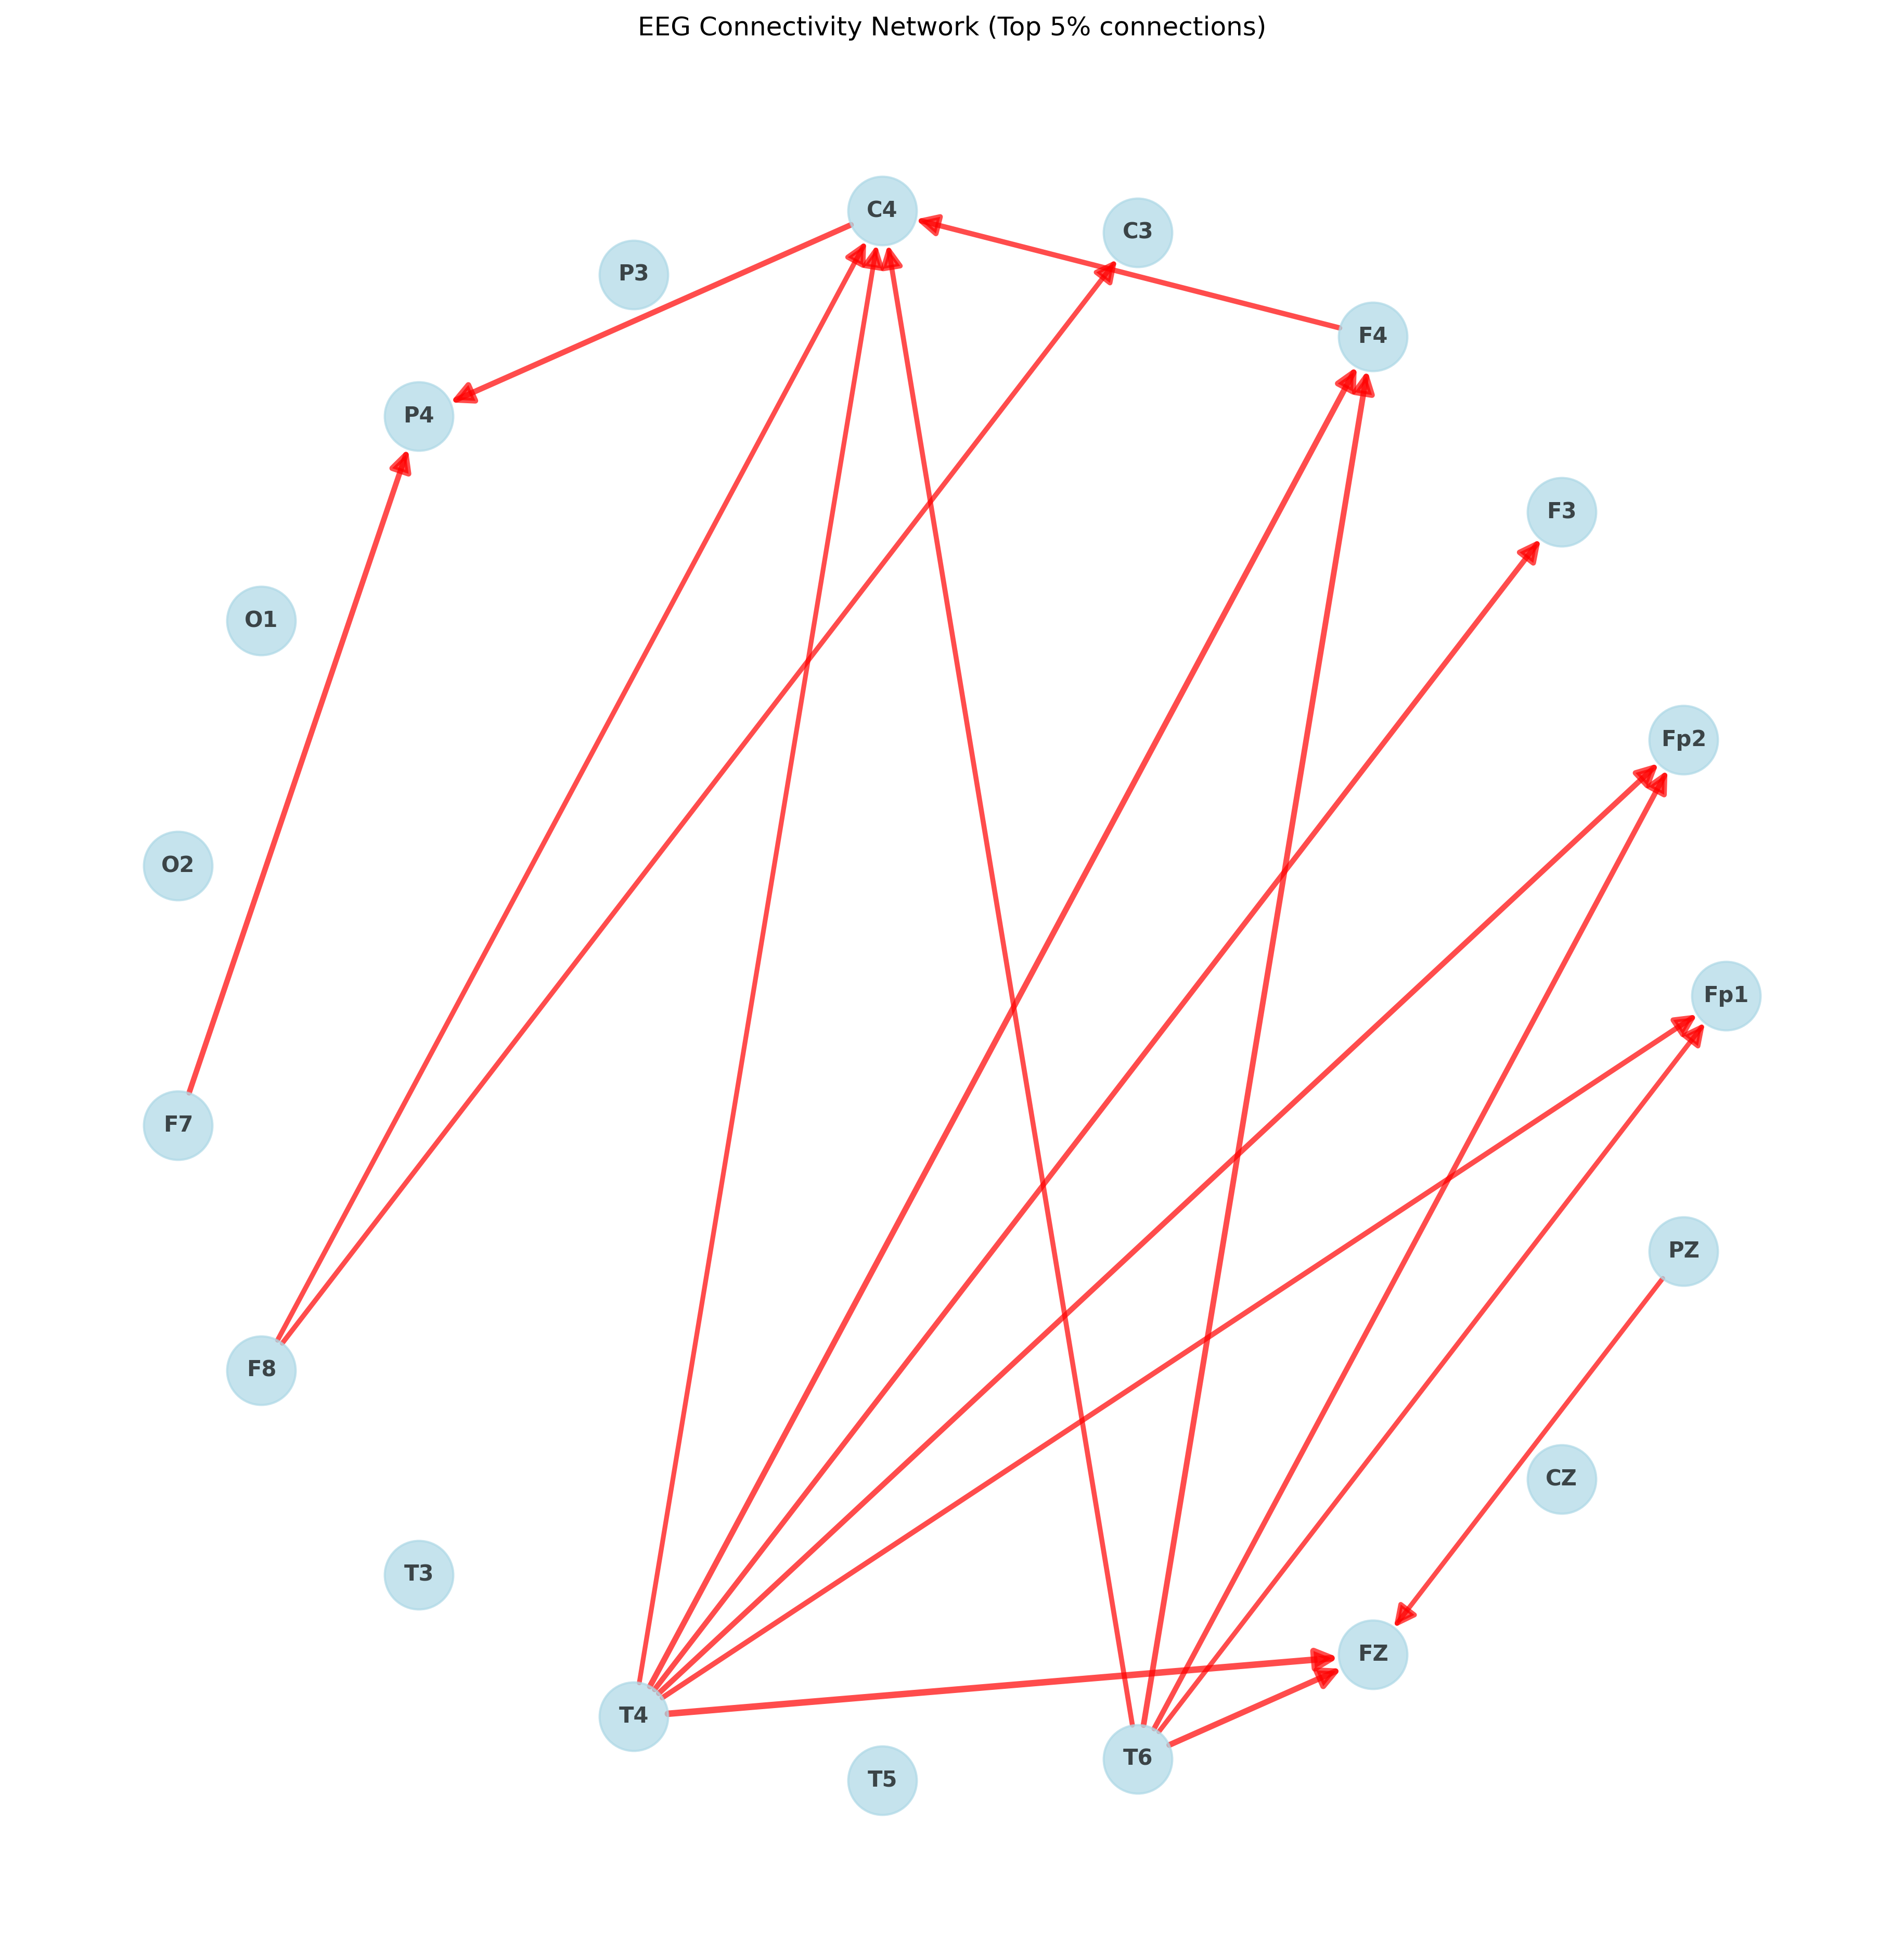 EEG Connectivity Network (Top 5% connections)
C4
C3
P3
F4
P4
F3
O1
Fp2
O2
Fp1
F7
PZ
F8
CZ
T3
FZ
T4
T6
T5